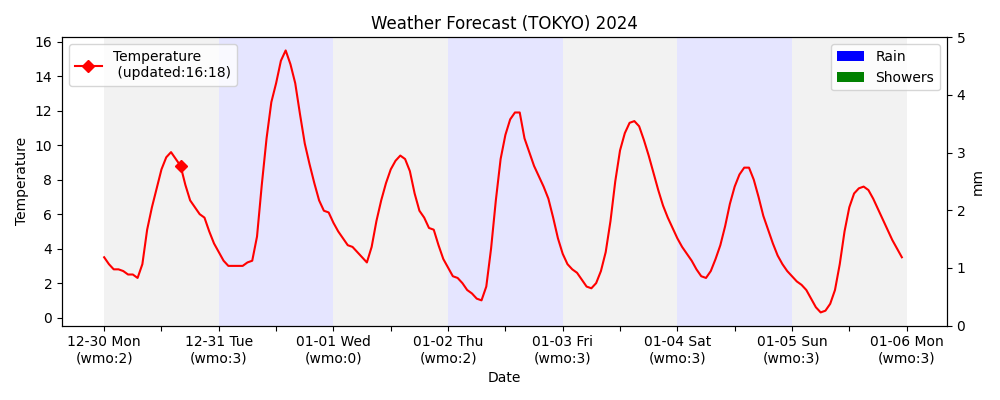 Weather Forecast (TOKYO) 2024
Temperature
(updated:16:18)
Rain
Showers
16
14
12
10
8
6
4
2
0
Temperature
5
4
3
2
1
0
mm
12-30 Mon
(wmo:2)
12-31 Tue
(wmo:3)
01-01 Wed
(wmo:0)
01-02 Thu
(wmo:2)
01-03 Fri
(wmo:3)
01-04 Sat
(wmo:3)
01-05 Sun
(wmo:3)
01-06 Mon
(wmo:3)
Date